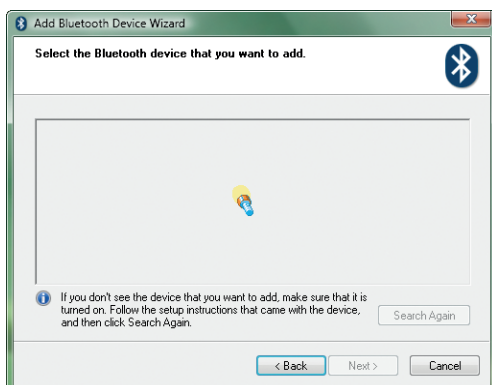 Add Bluetooth Device Wizard
Select the Bluetooth device that you want to add.
If you don't see the device that you want to add, make sure that it is
turned on. Follow the setup instructions that came with the device,
and then click Search Again.
Search Again
< Back
Next >
Cancel